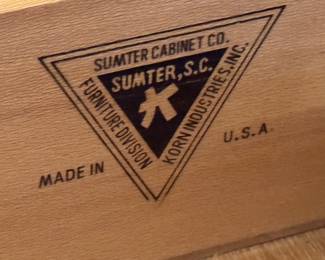 SUMTER CABINET CO.
SUMTER, S.C.
FURNITURE DIVISION
KORN INDUSTRIES, INC.
MADE IN
U.S.A.